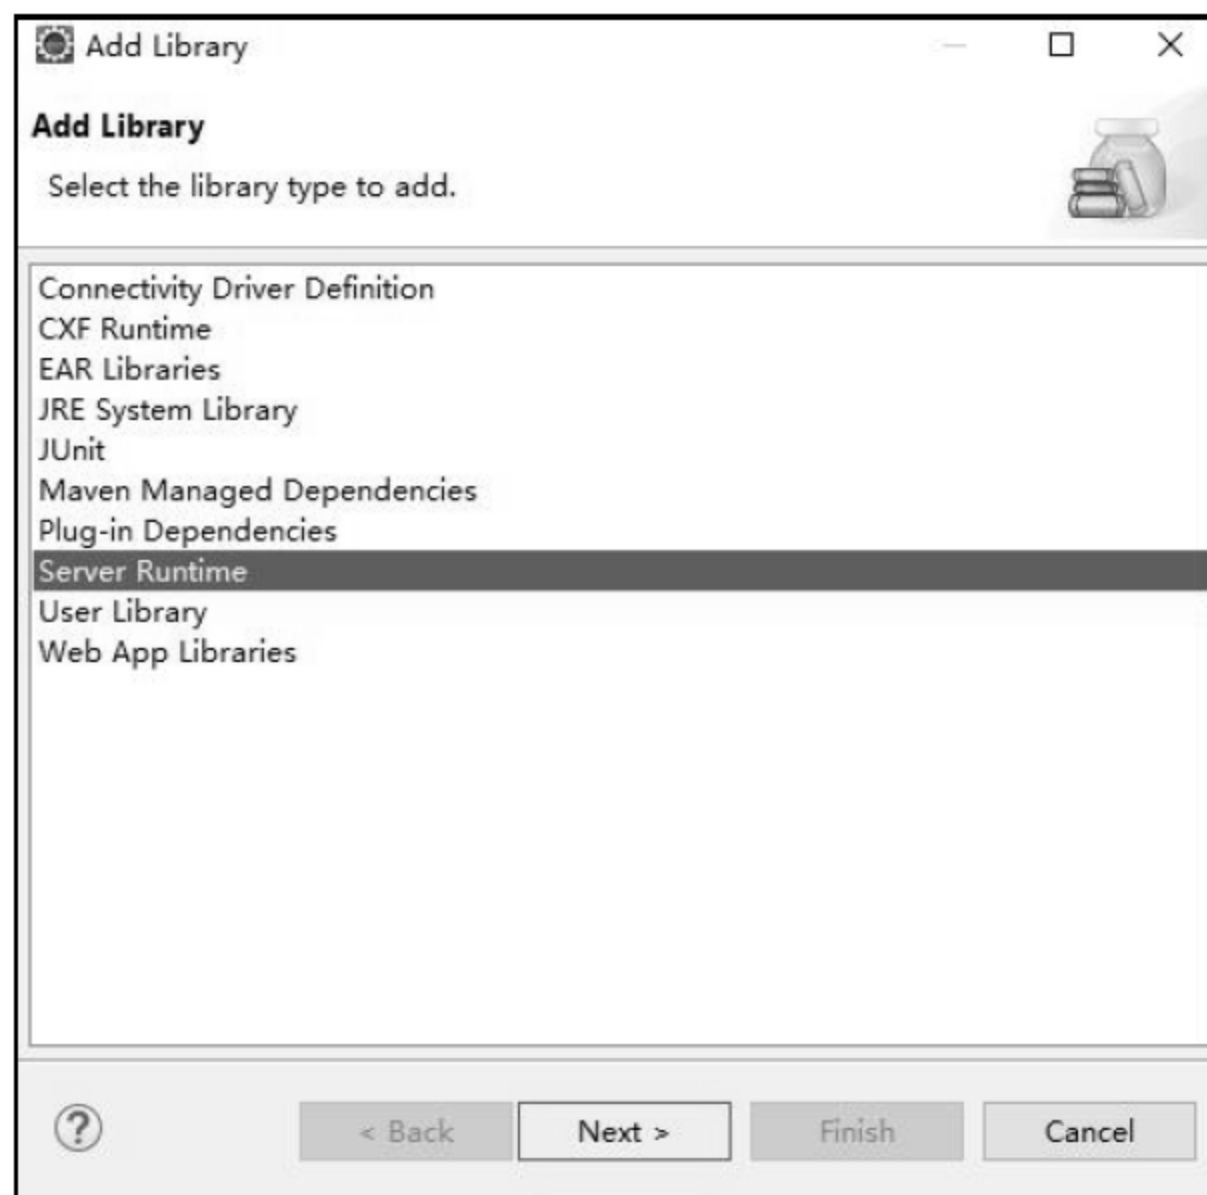 Add Library
Add Library
Select the library type to add.
Connectivity Driver Definition
CXF Runtime
EAR Libraries
JRE System Library
JUnit
Maven Managed Dependencies
Plug-in Dependencies
Server Runtime
User Library
Web App Libraries
? < Back Next > Finish Cancel